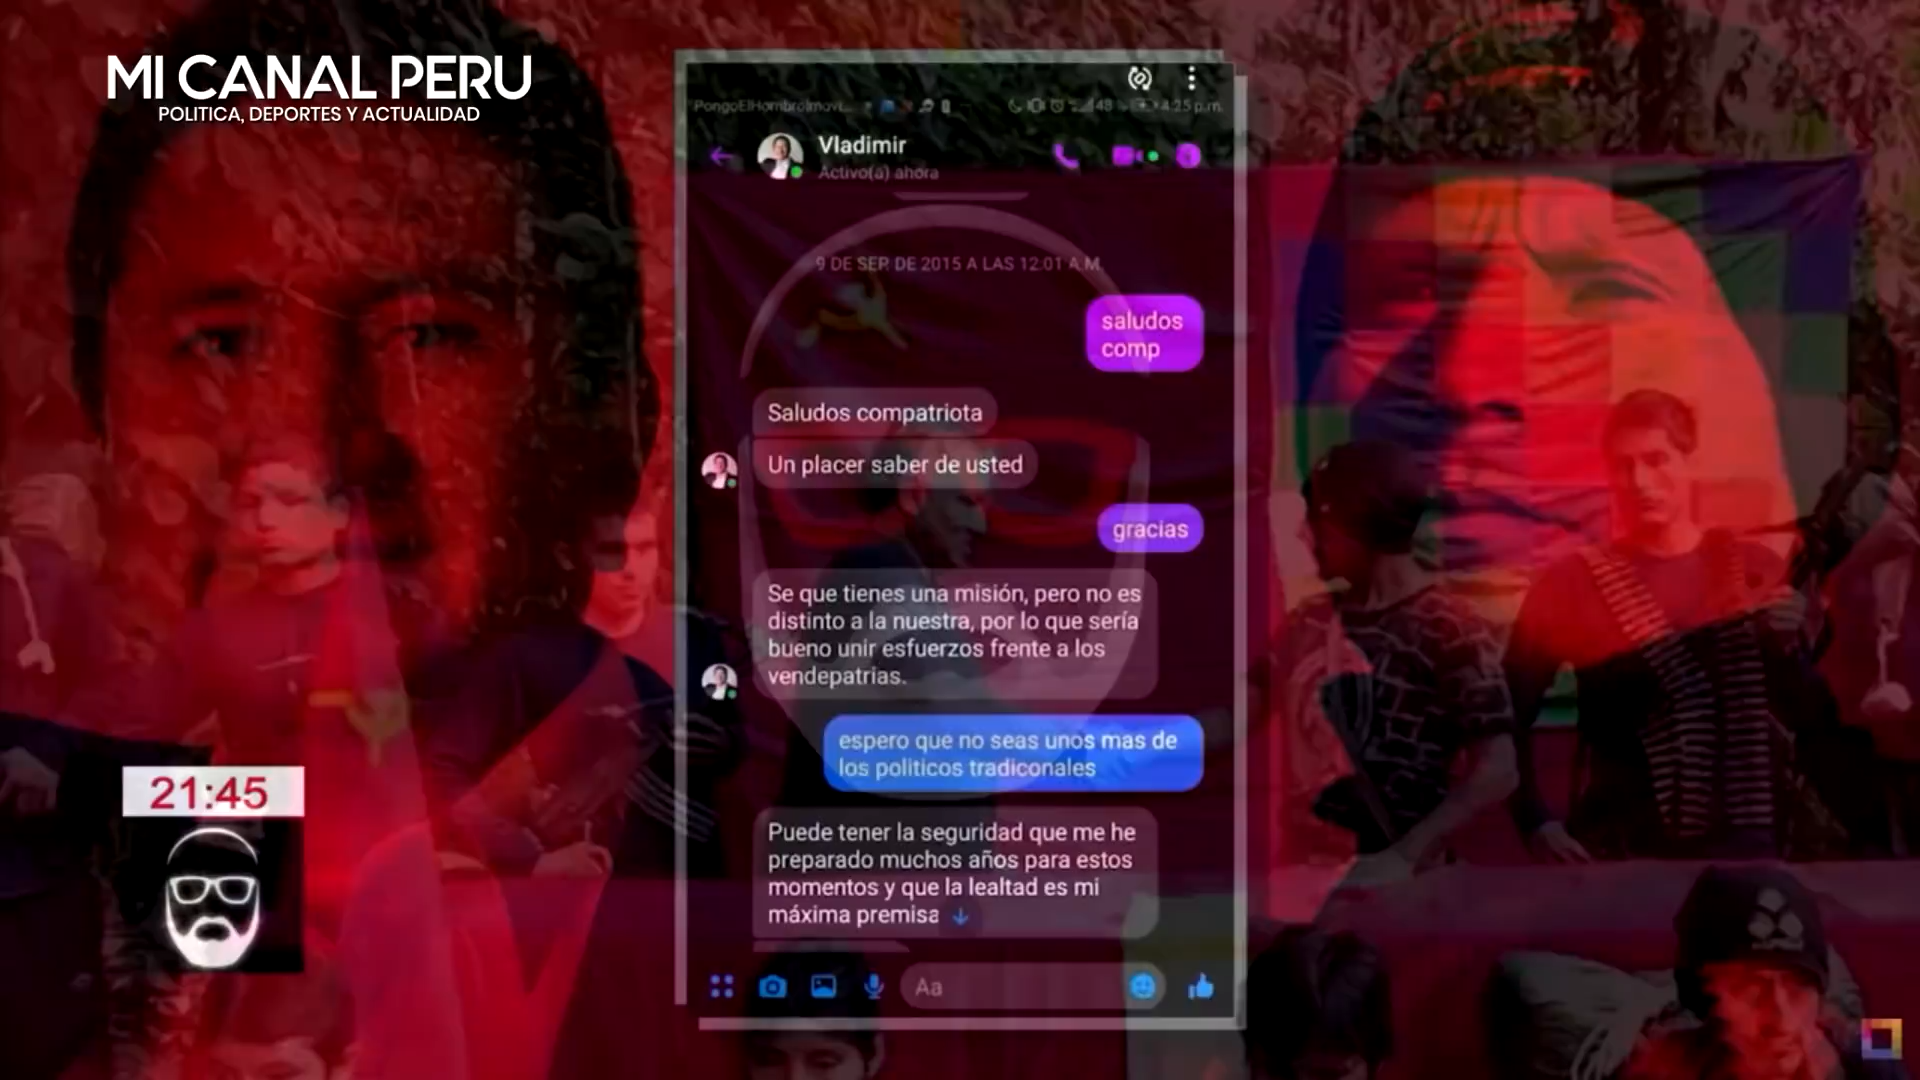 MI CANAL PERU
POLITICA, DEPORTES Y ACTUALIDAD
4:25 p.m.
Vladimir
Activo(a) ahora
9 DE SER DE 2015 A LAS 12.01 A.M.
saludos
comp
Saludos compatriota
Un placer saber de usted
gracias
Se que tienes una misión, pero no es
distinto a la nuestra, por lo que sería
bueno unir esfuerzos frente a los
vendepatrias.
espero que no seas unos mas de
los politicos tradiconales
Puede tener la seguridad que me he
preparado muchos años para estos
momentos y que la lealtad es mi
máxima premisa
Aa
21:45